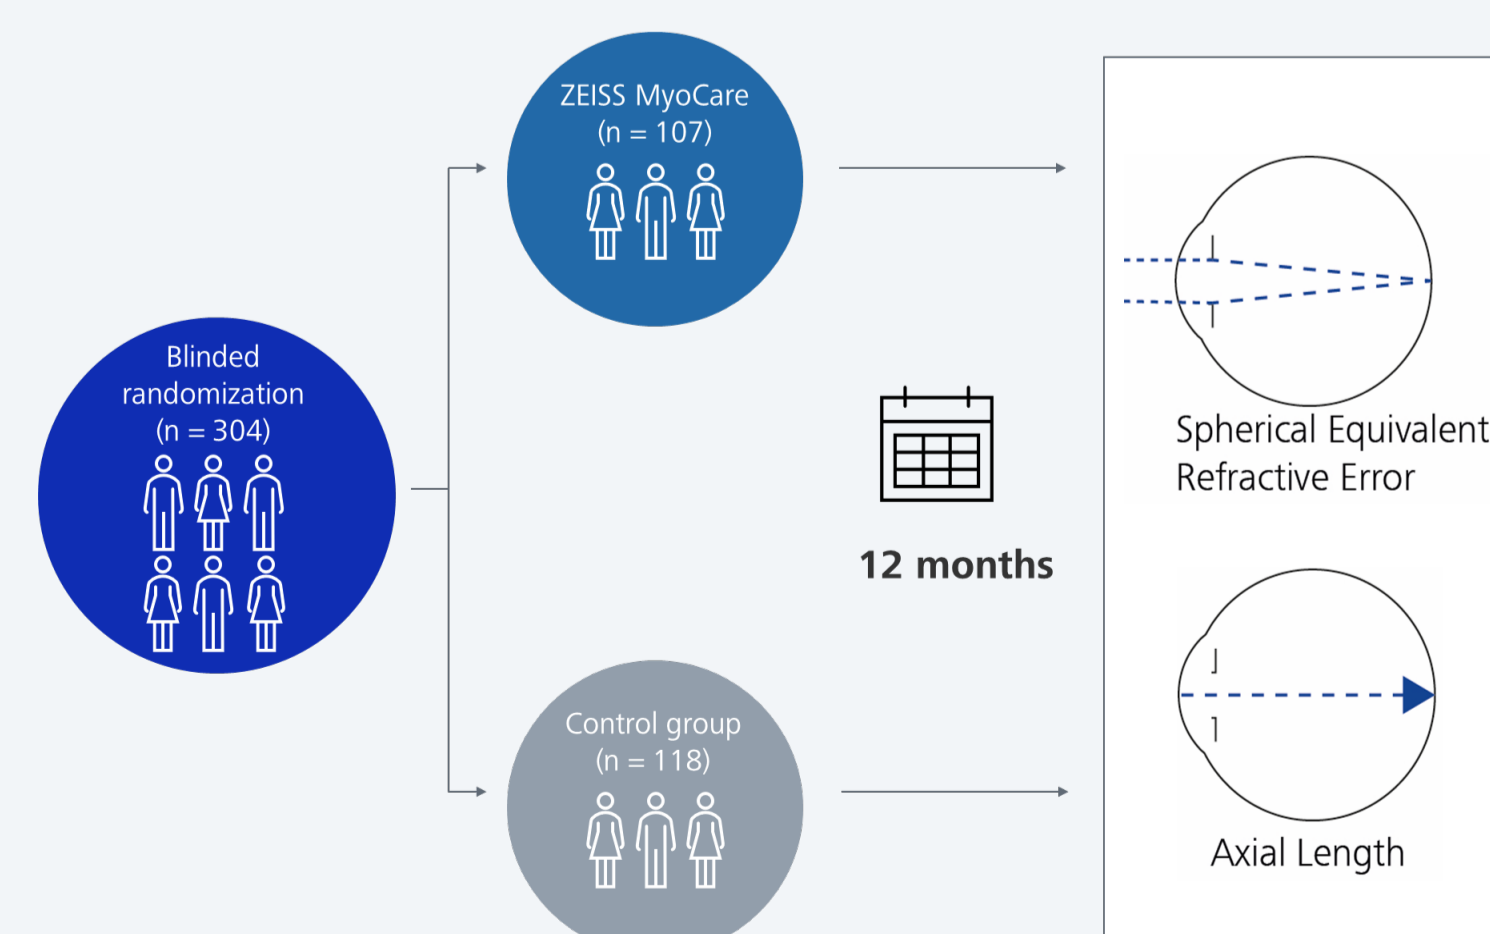 ZEISS MyoCare
(n = 107)
Blinded
randomization
(n = 304)
12 months
Control group
(n = 118)
Spherical Equivalent
Refractive Error
Axial Length